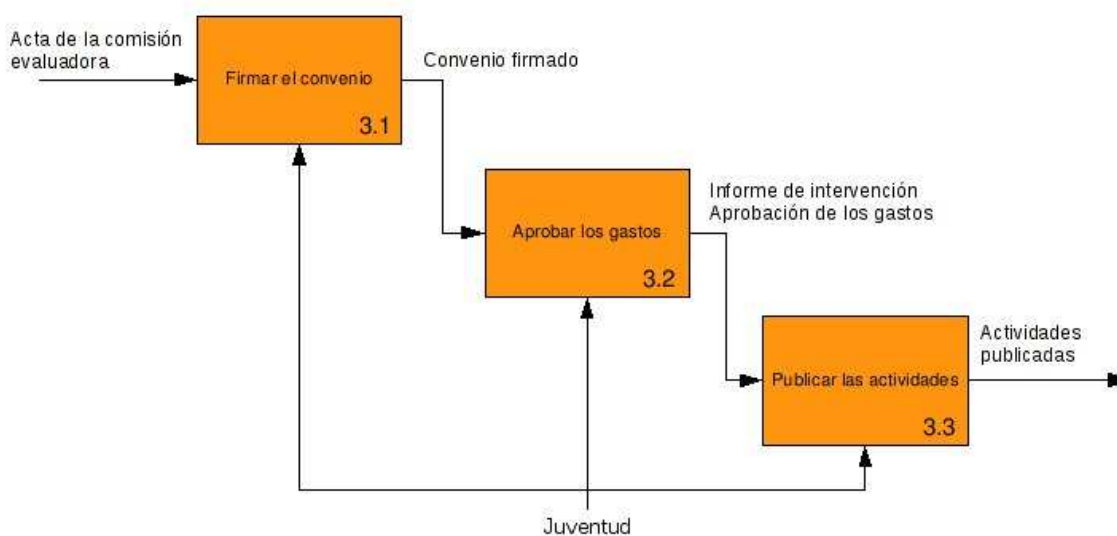 Acta de la comisión
evaluadora
Firmar el convenio
3.1
Convenio firmado
Aprobar los gastos
3.2
Informe de intervención
Aprobación de los gastos
Publicar las actividades
3.3
Actividades
publicadas
Juventud